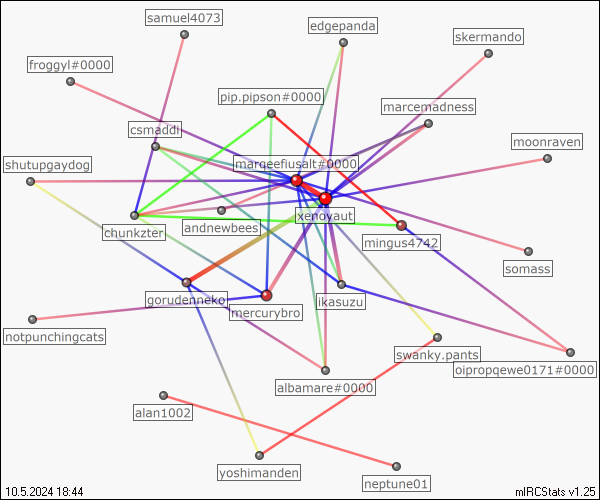 samuel4073
edgepanda
skermando
froggyl#0000
pip.pipson#0000
marcemadness
csmaddi
moonraven
shutupgaydog
marqeefiusalt#0000
xenoyaut
chunkzter
andnewbees
mingus4742
somass
gorudenneko
mercurybro
ikasuzu
notpunchingcats
swanky.pants
oipropqewe0171#0000
albamare#0000
alan1002
yoshimanden
neptune01
10.5.2024 18:44
mIRCStats v1.25